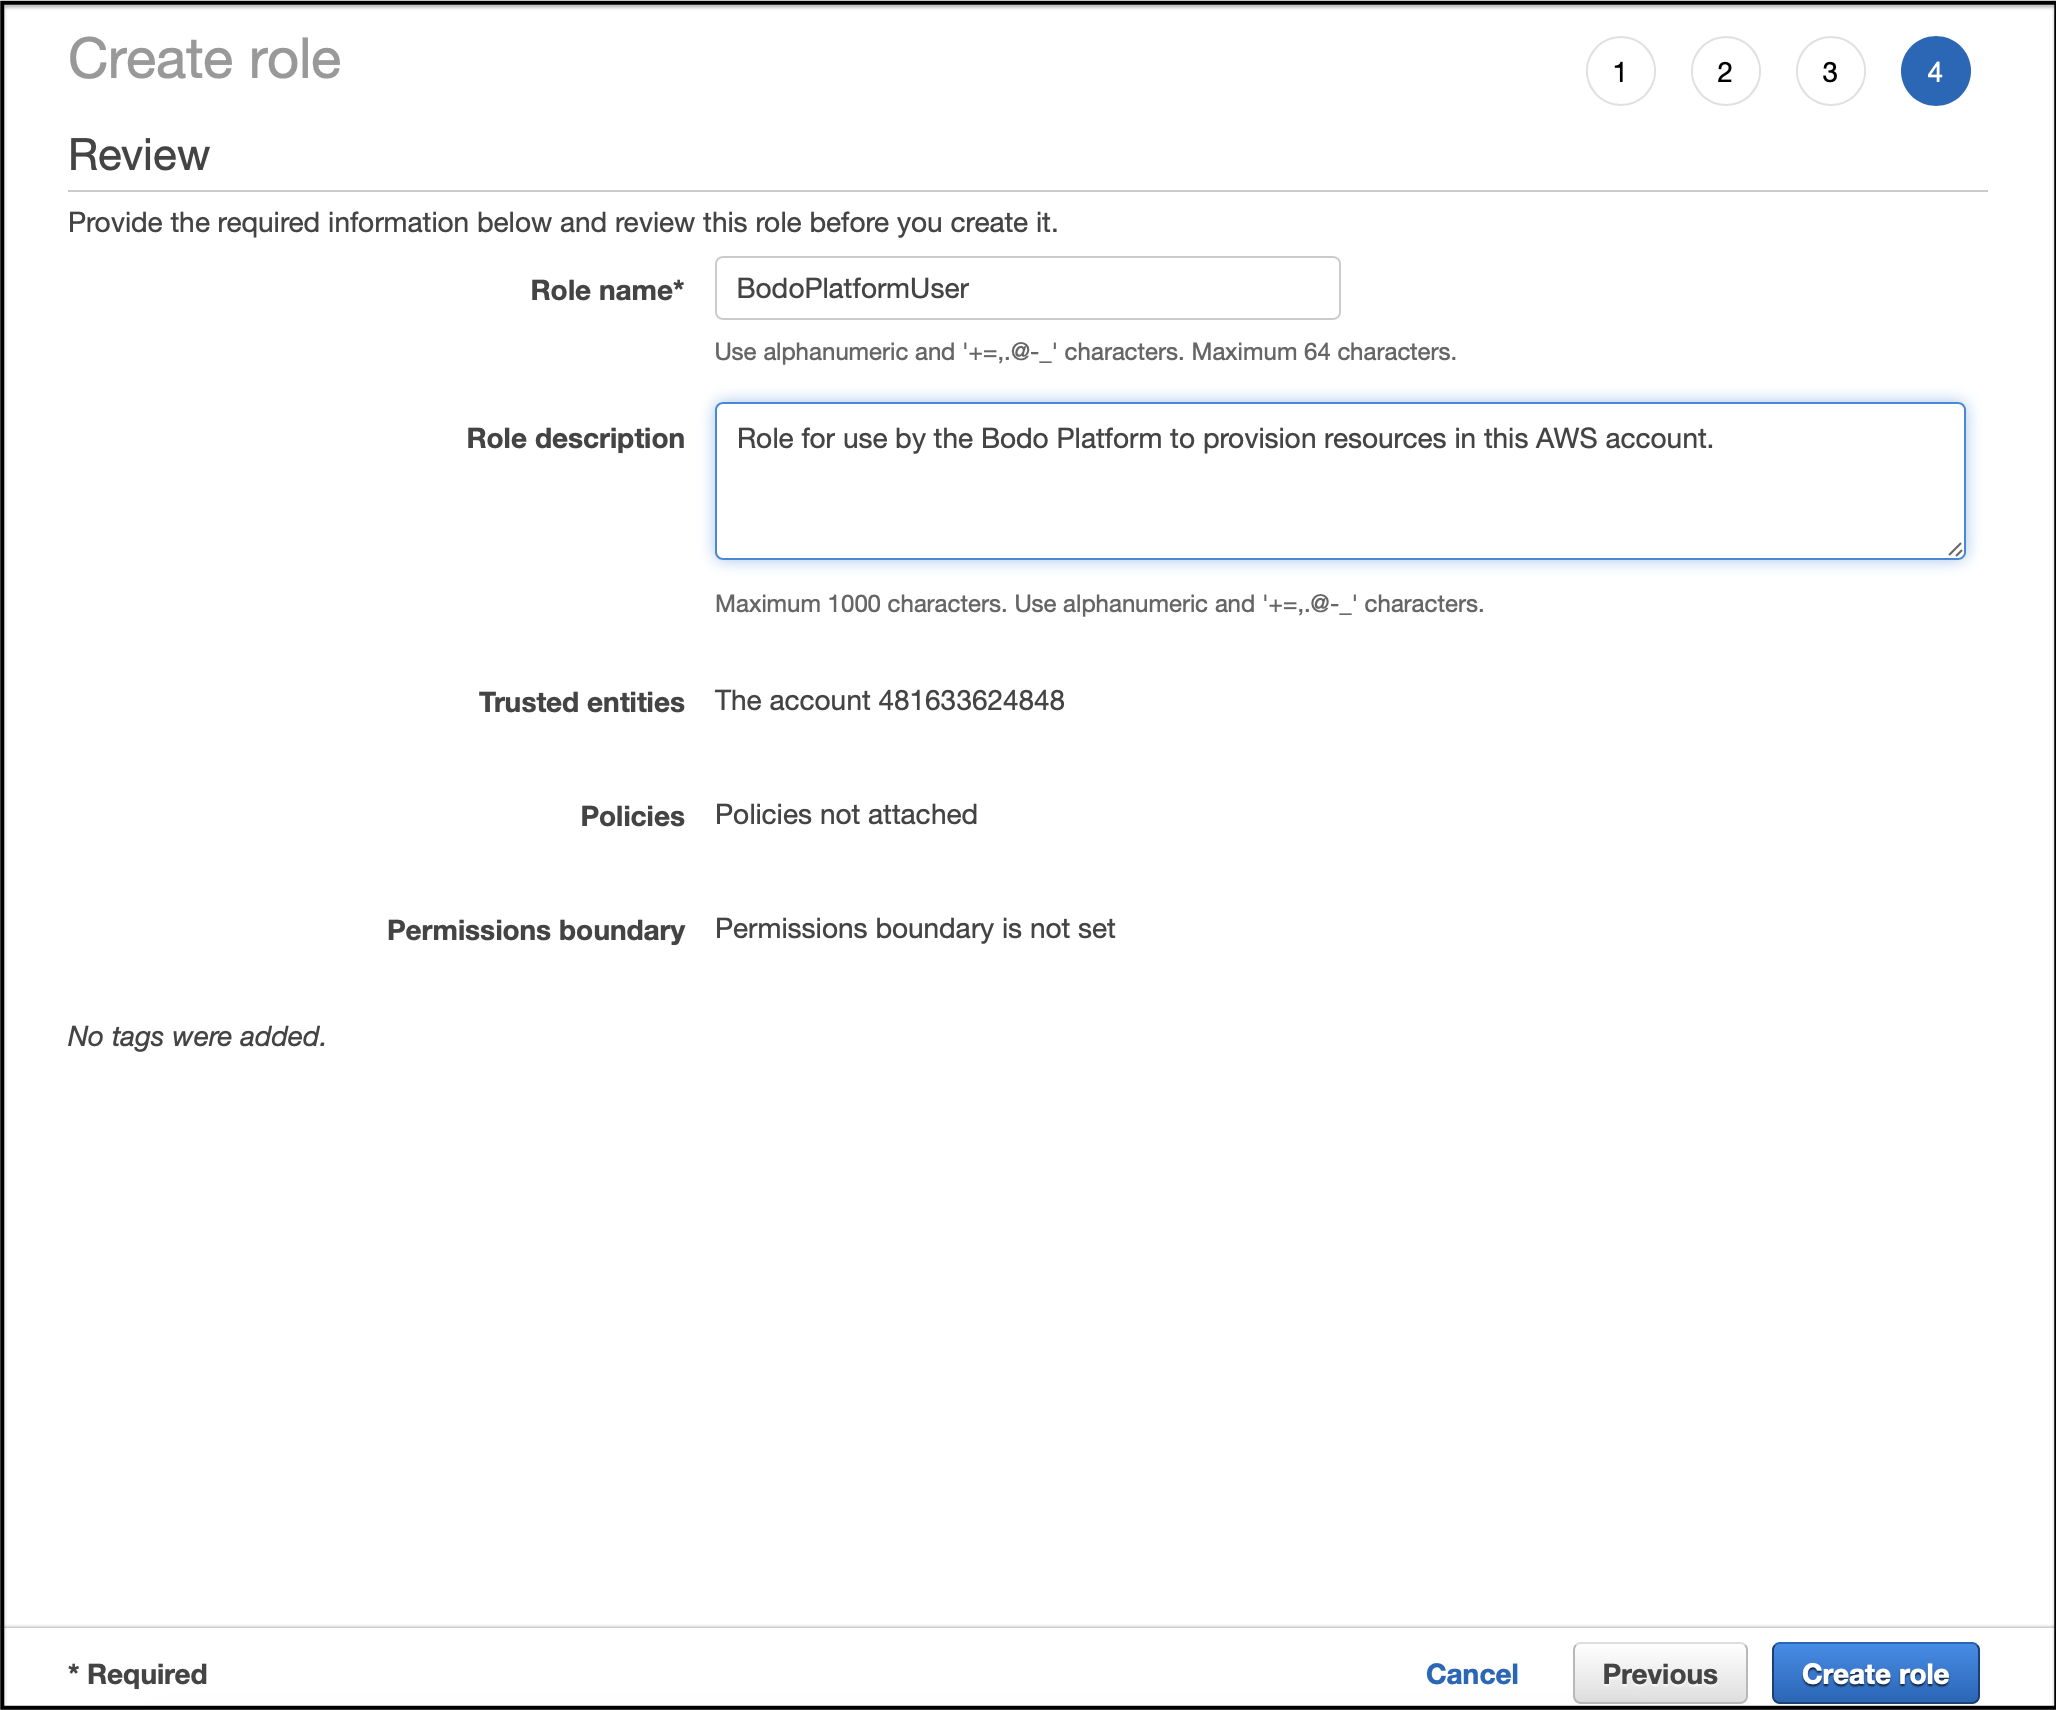 Create role
1 2 3 4
Review
Provide the required information below and review this role before you create it.
Role name* BodoPlatformUser
Use alphanumeric and '+=,.@-_' characters. Maximum 64 characters.
Role description Role for use by the Bodo Platform to provision resources in this AWS account.
Maximum 1000 characters. Use alphanumeric and '+=,.@-_' characters.
Trusted entities The account 481633624848
Policies Policies not attached
Permissions boundary Permissions boundary is not set
No tags were added.
* Required Cancel Previous Create role